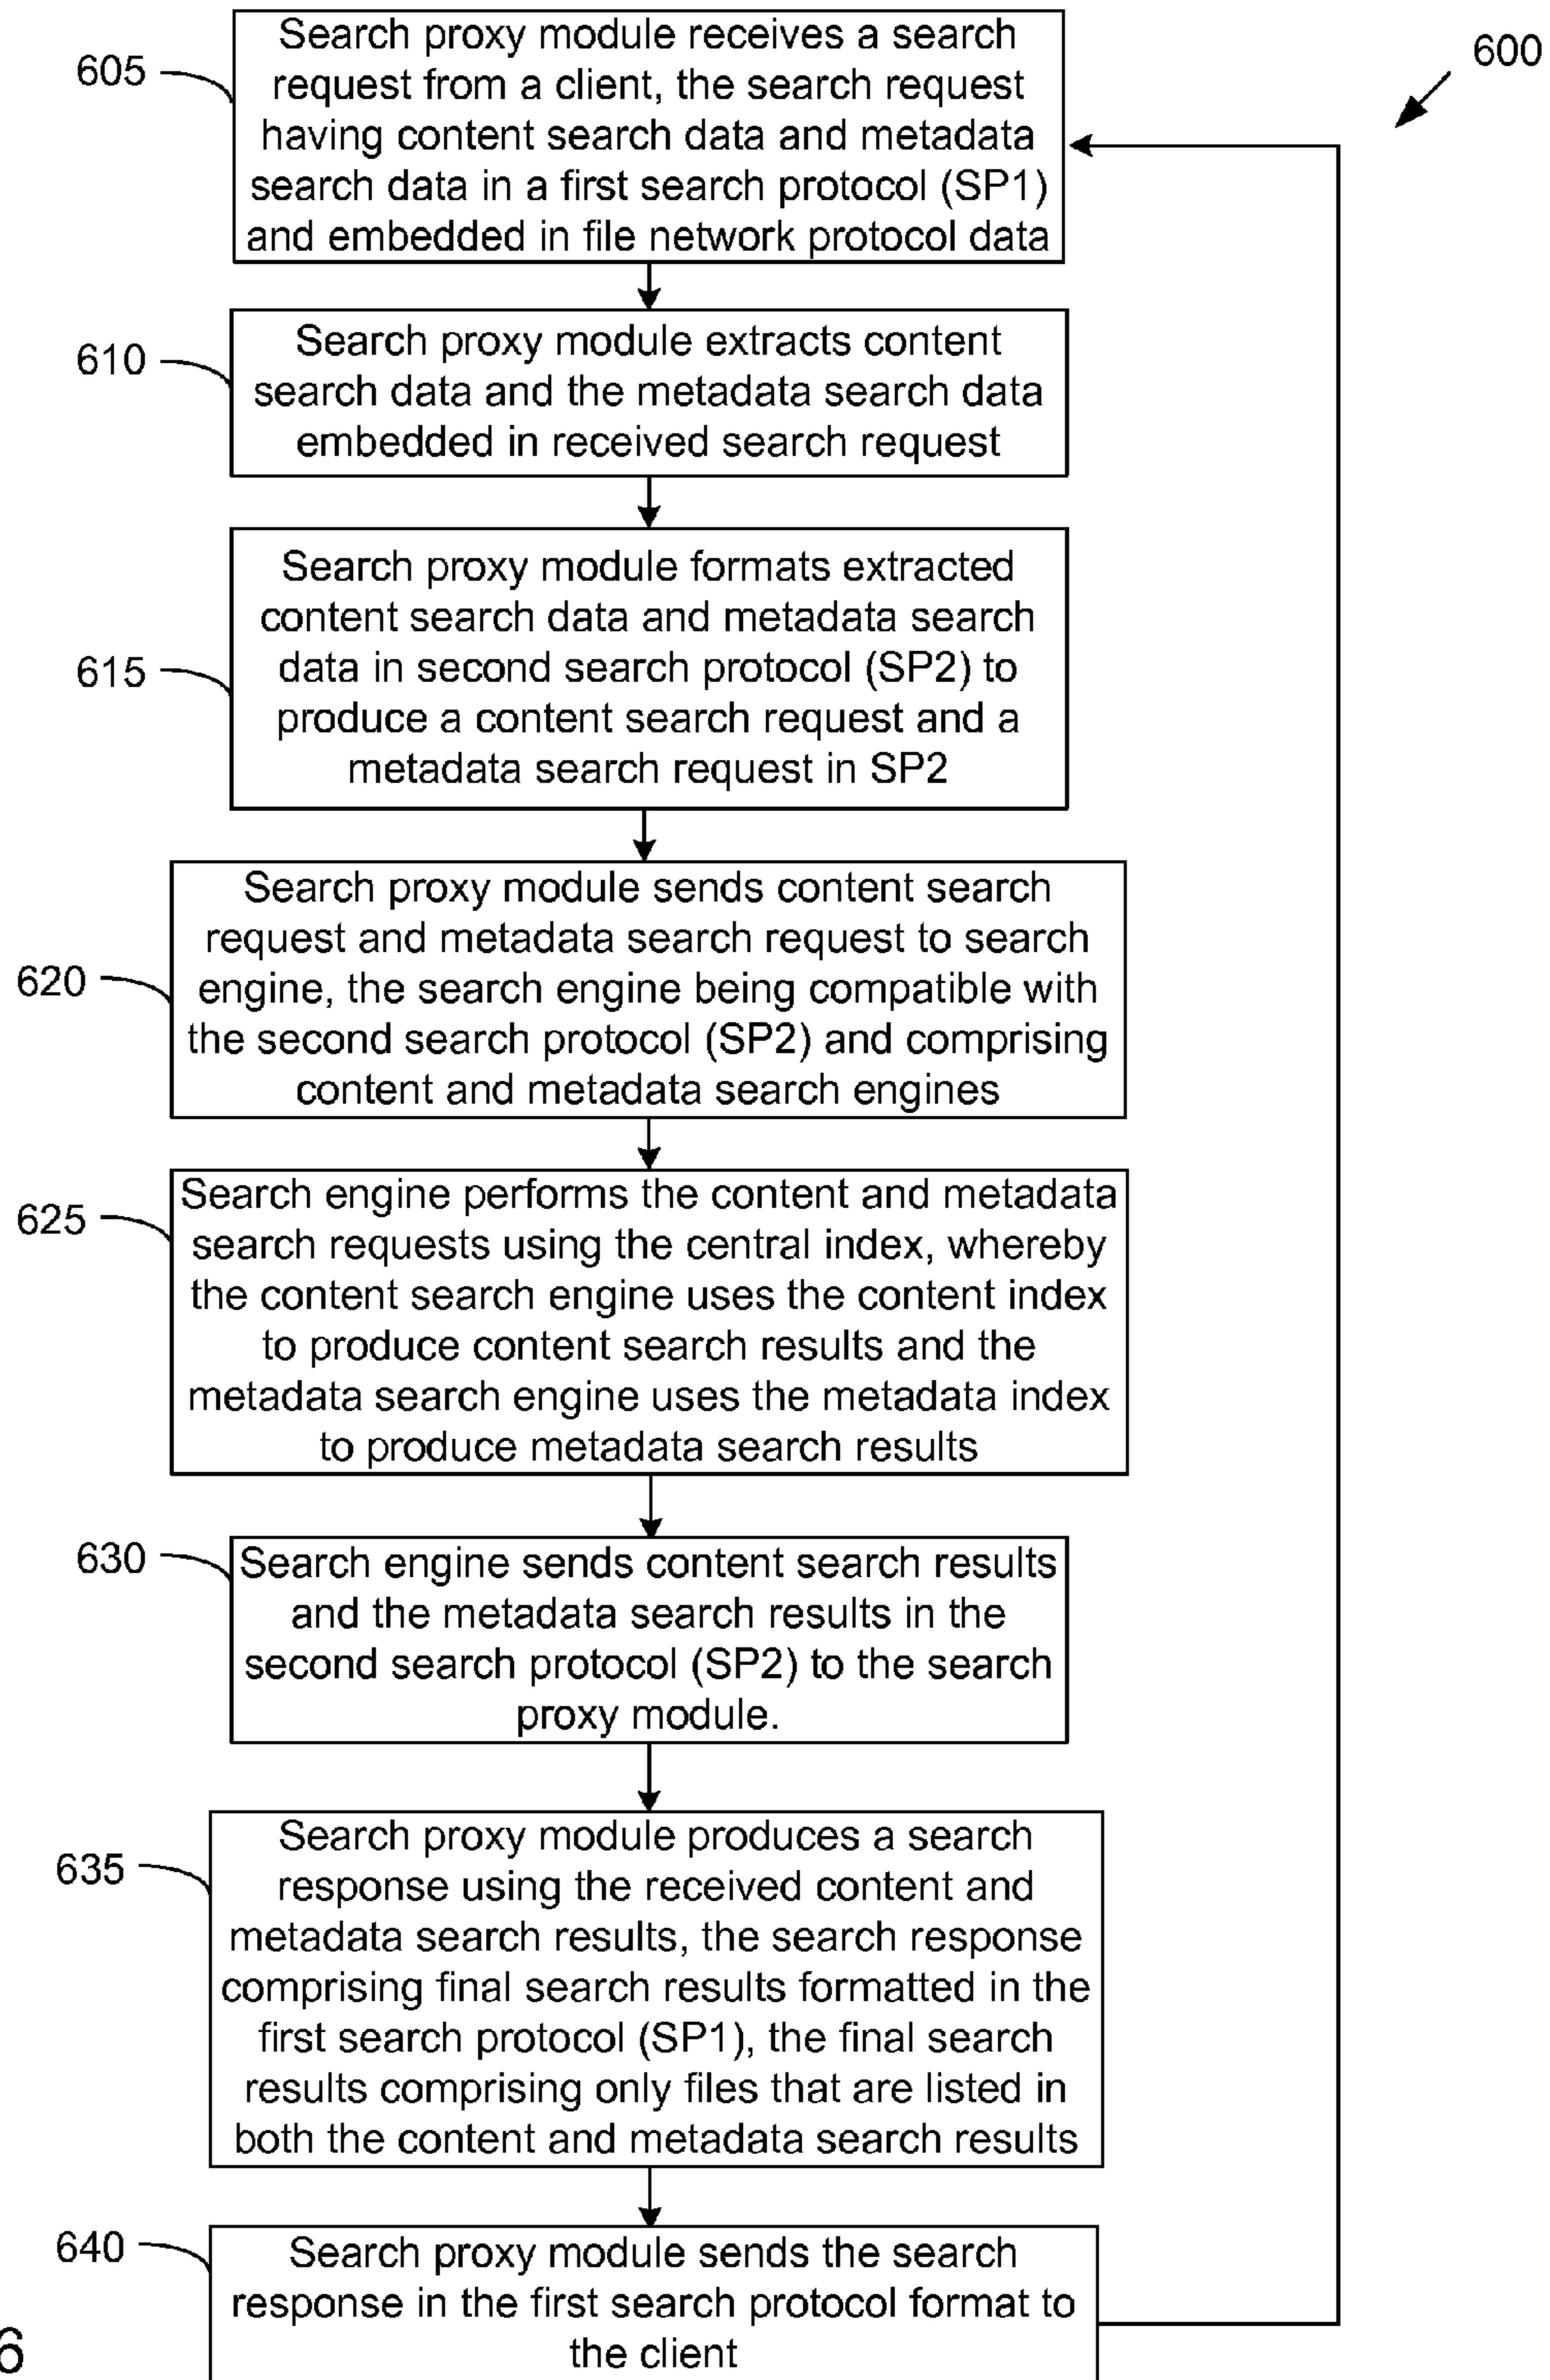 600
605
Search proxy module receives a search
request from a client, the search request
having content search data and metadata
search data in a first search protocol (SP1)
and embedded in file network protocol data
610
Search proxy module extracts content
search data and the metadata search data
embedded in received search request
615
Search proxy module formats extracted
content search data and metadata search
data in second search protocol (SP2) to
produce a content search request and a
metadata search request in SP2
620
Search proxy module sends content search
request and metadata search request to search
engine, the search engine being compatible with
the second search protocol (SP2) and comprising
content and metadata search engines
625
Search engine performs the content and metadata
search requests using the central index, whereby
the content search engine uses the content index
to produce content search results and the
metadata search engine uses the metadata index
to produce metadata search results
630
Search engine sends content search results
and the metadata search results in the
second search protocol (SP2) to the search
proxy module.
635
Search proxy module produces a search
response using the received content and
metadata search results, the search response
comprising final search results formatted in the
first search protocol (SP1), the final search
results comprising only files that are listed in
both the content and metadata search results
640
Search proxy module sends the search
response in the first search protocol format to
the client
6